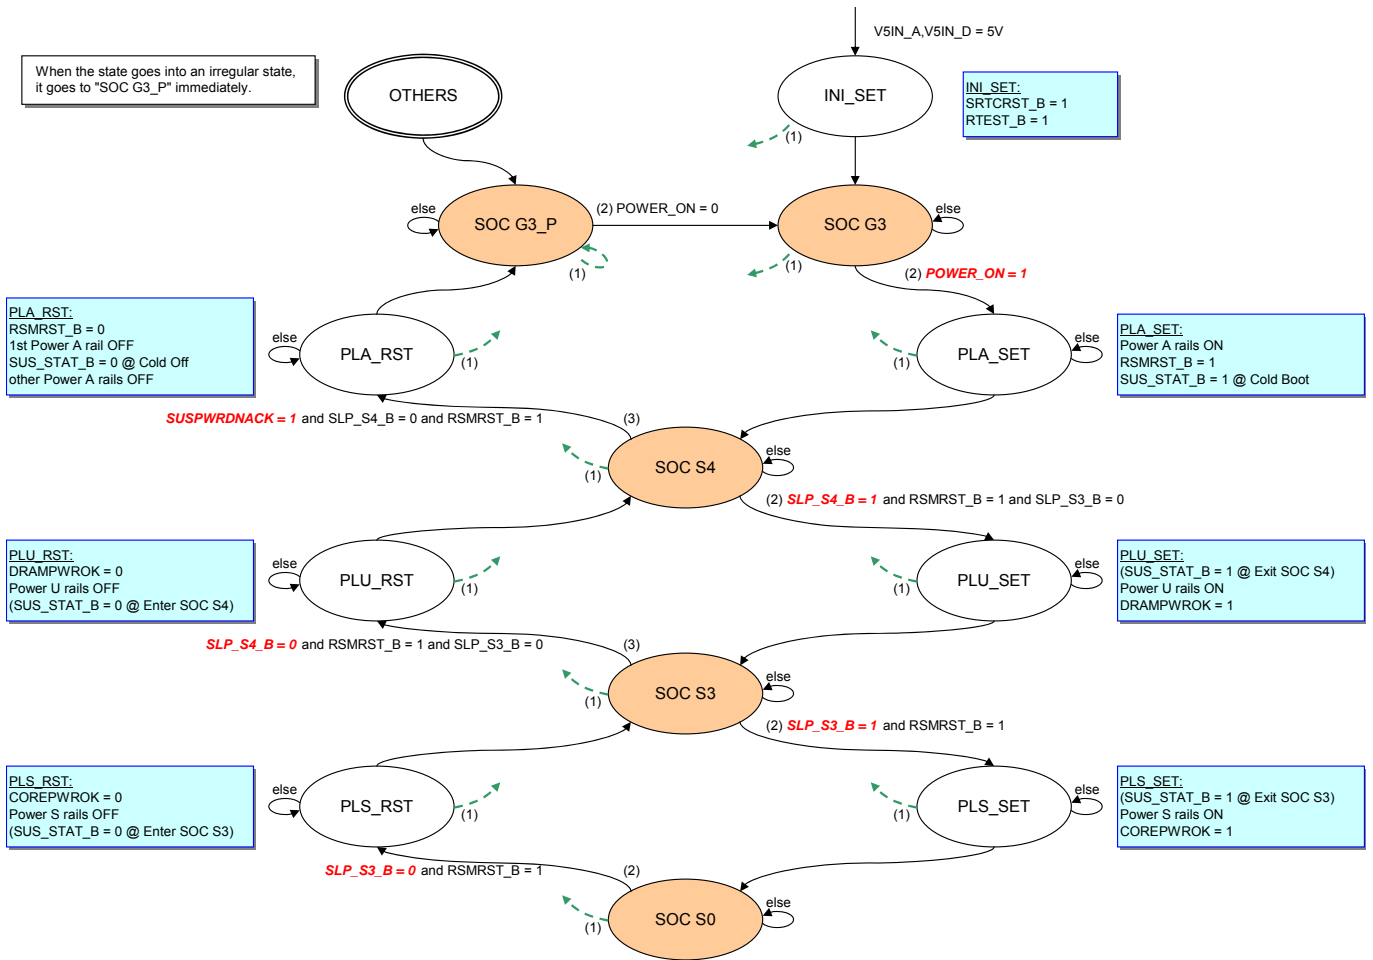 V5IN_A,V5IN_D = 5V
When the state goes into an irregular state,
it goes to "SOC G3_P" immediately.
OTHERS
INI_SET
INI_SET:
SRTCRST_B = 1
RTEST_B = 1
(1)
else
SOC G3_P
(1)
(2) POWER_ON = 0
SOC G3
else
(1)
(2) POWER_ON = 1
PLA_RST:
RSMRST_B = 0
1st Power A rail OFF
SUS_STAT_B = 0 @ Cold Off
other Power A rails OFF
else
PLA_RST
(1)
(1)
PLA_SET
else
PLA_SET:
Power A rails ON
RSMRST_B = 1
SUS_STAT_B = 1 @ Cold Boot
SUSPWRDNACK = 1 and SLP_S4_B = 0 and RSMRST_B = 1
(3)
(1)
SOC S4
else
(2) SLP_S4_B = 1 and RSMRST_B = 1 and SLP_S3_B = 0
PLU_RST:
DRAMPWROK = 0
Power U rails OFF
(SUS_STAT_B = 0 @ Enter SOC S4)
else
PLU_RST
(1)
(1)
PLU_SET
else
PLU_SET:
(SUS_STAT_B = 1 @ Exit SOC S4)
Power U rails ON
DRAMPWROK = 1
SLP_S4_B = 0 and RSMRST_B = 1 and SLP_S3_B = 0
(3)
(1)
SOC S3
else
(2) SLP_S3_B = 1 and RSMRST_B = 1
PLS_RST:
COREPWROK = 0
Power S rails OFF
(SUS_STAT_B = 0 @ Enter SOC S3)
else
PLS_RST
(1)
(1)
PLS_SET
else
PLS_SET:
(SUS_STAT_B = 1 @ Exit SOC S3)
Power S rails ON
COREPWROK = 1
SLP_S3_B = 0 and RSMRST_B = 1
(2)
(1)
SOC S0
else